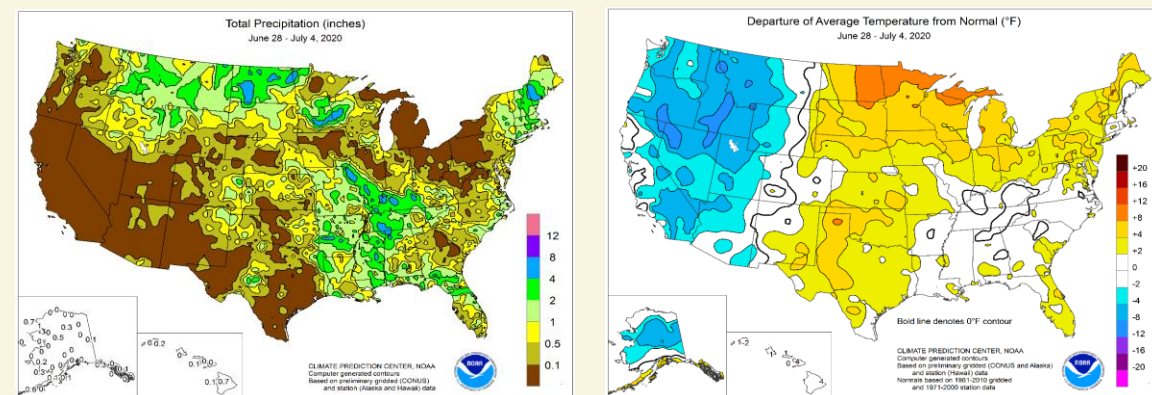 Total Precipitation (inches)
June 28 - July 4, 2020
12
8
4
2
1
0.5
0.1
CLIMATE PREDICTION CENTER, NOAA
Computer generated contours
Based on preliminary gridded (CONUS)
and station (Alaska and Hawaii) data
NOAA
Departure of Average Temperature from Normal (°F)
June 28 - July 4, 2020
+20
+16
+12
+8
+4
+2
0
-2
-4
-8
-12
-16
-20
Bold line denotes 0°F contour
CLIMATE PREDICTION CENTER, NOAA
Computer generated contours
Based on preliminary gridded (CONUS and Alaska)
and station (Hawaii) data
Normals based on 1981-2010 gridded
and 1971-2000 station data
NOAA